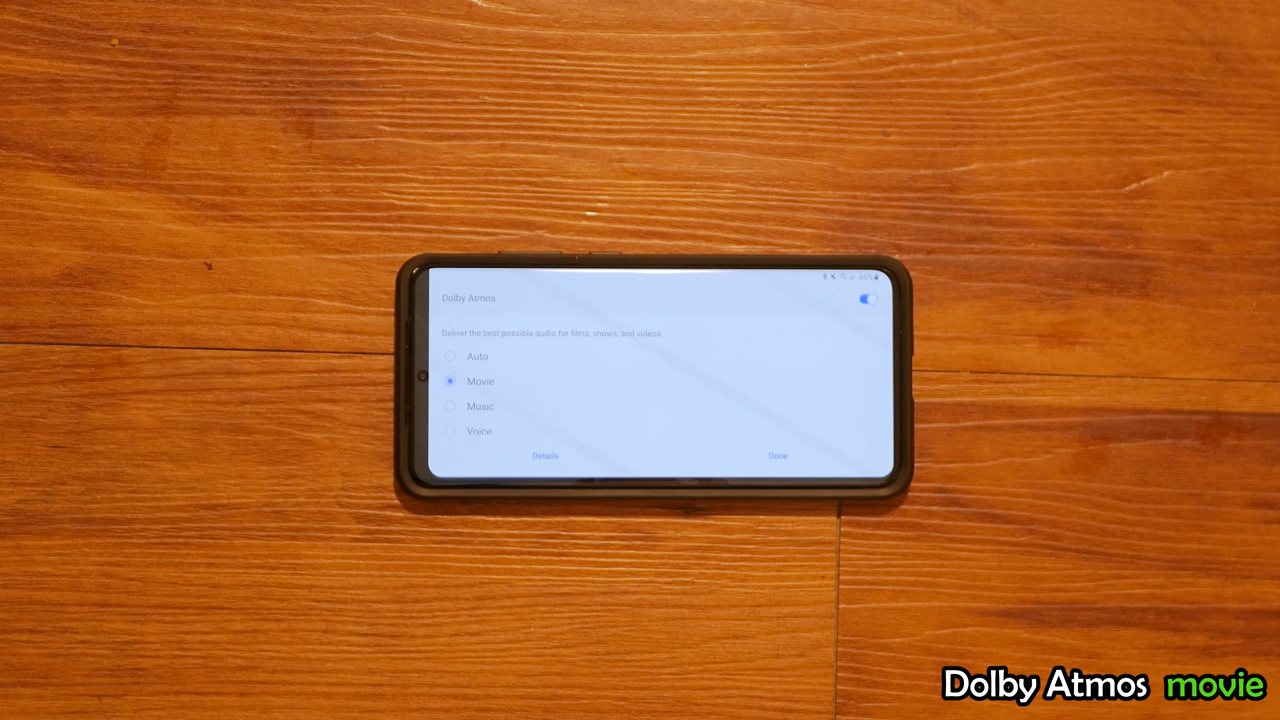 66%
Dolby Atmos
Deliver the best possible audio for films, shows, and videos.
Auto
Movie
Music
Voice
Details
Done
Dolby Atmos movie